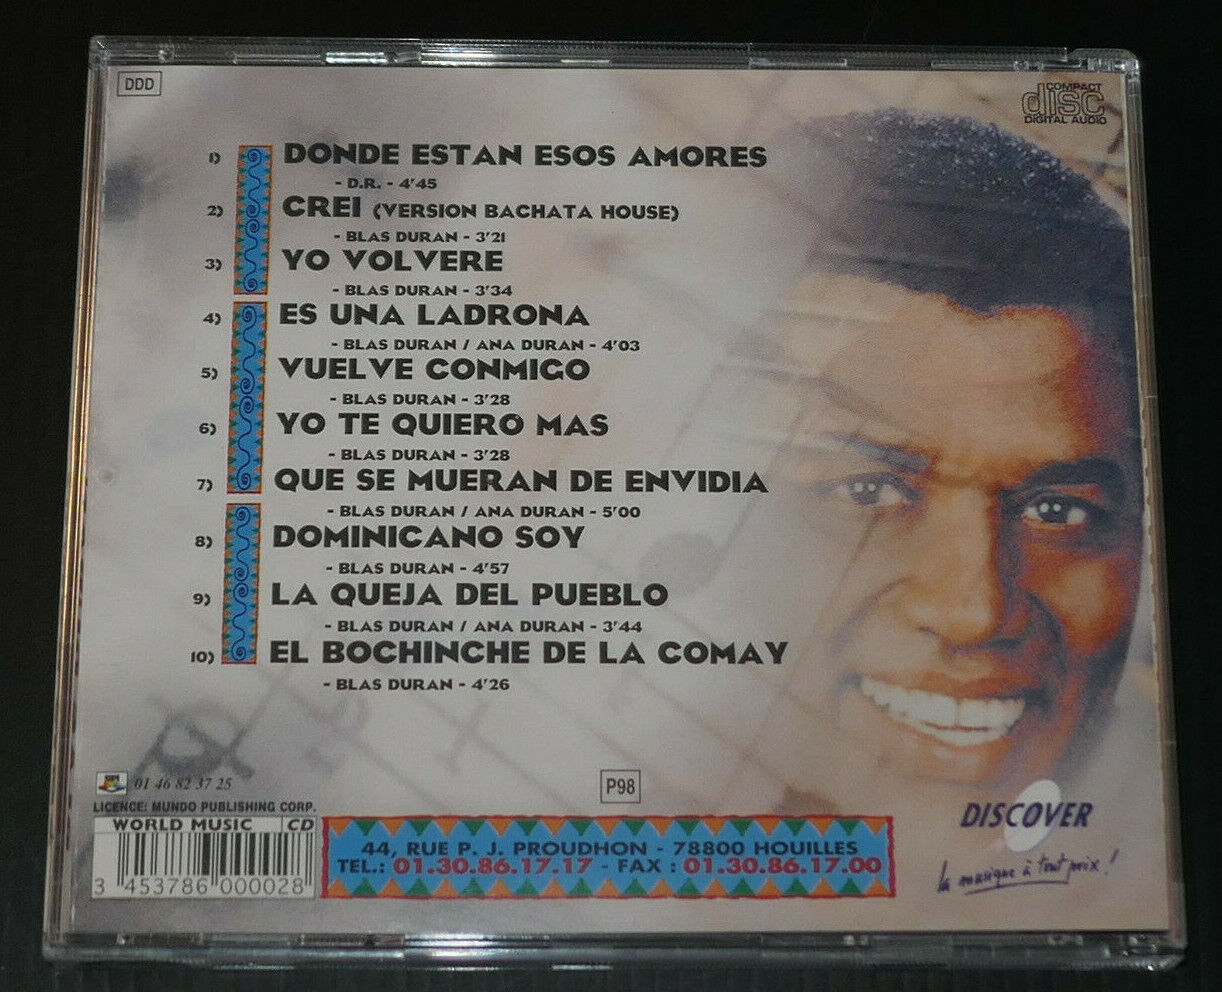 DDD
COMPACT
disc
DIGITAL AUDIO
1) DONDE ESTAN ESOS AMORES
- D.R. - 4'45
2) CREI (VERSION BACHATA HOUSE)
- BLAS DURAN - 3'21
3) YO VOLVERE
- BLAS DURAN - 3'34
4) ES UNA LADRONA
- BLAS DURAN / ANA DURAN - 4'03
5) VUELVE CONMIGO
- BLAS DURAN - 3'28
6) YO TE QUIERO MAS
- BLAS DURAN - 3'28
7) QUE SE MUERAN DE ENVIDIA
- BLAS DURAN / ANA DURAN - 5'00
8) DOMINICANO SOY
- BLAS DURAN - 4'57
9) LA QUEJA DEL PUEBLO
- BLAS DURAN / ANA DURAN - 3'44
10) EL BOCHINCHE DE LA COMAY
- BLAS DURAN - 4'26
01 46 82 37 25
P98
LICENCE: MUNDO PUBLISHING CORP.
WORLD MUSIC CD
3 453786 000028
44, RUE P. J. PROUDHON - 78800 HOUILLES
TEL.: 01.30.86.17.17 - FAX : 01.30.86.17.00
DISCOVER
la musique à tout prix !